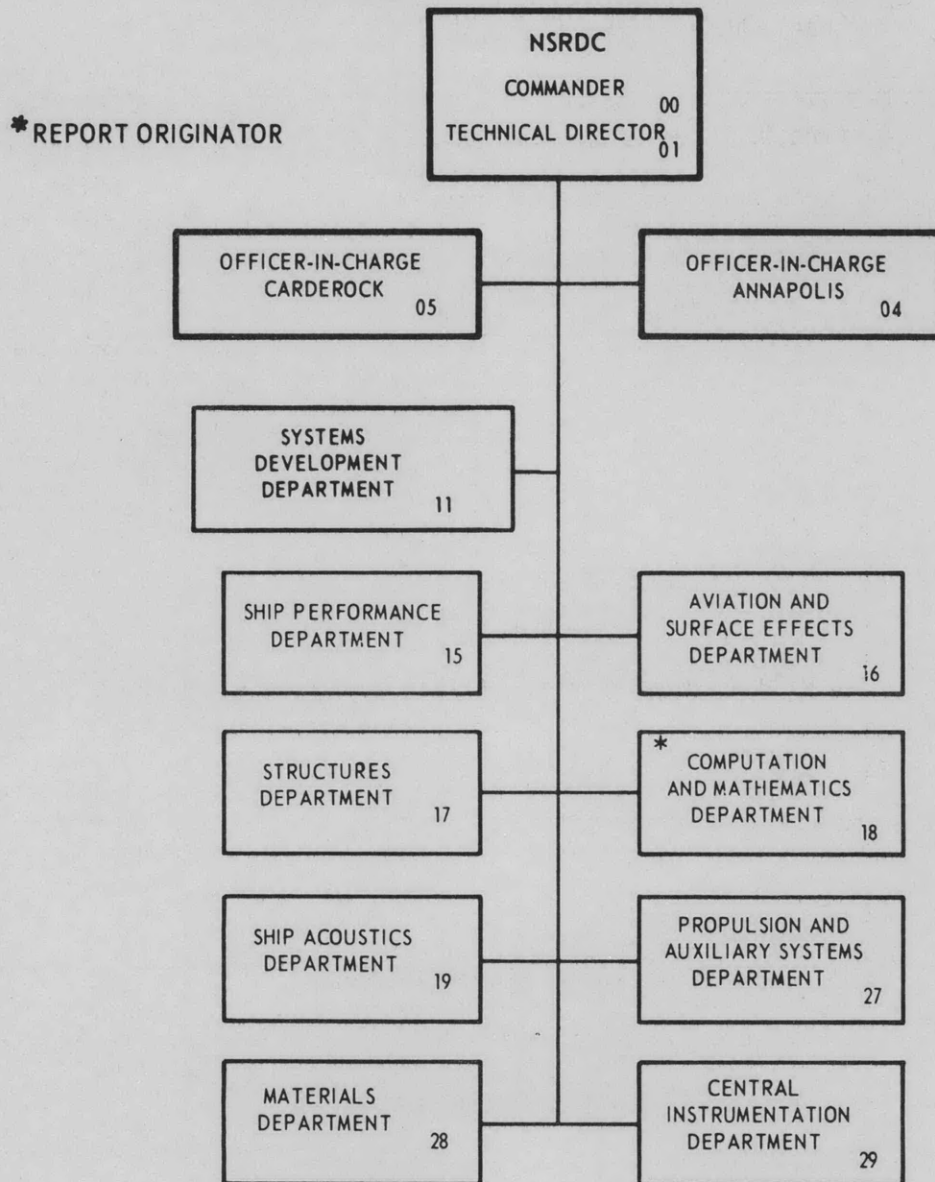 NSRDC
COMMANDER
00
TECHNICAL DIRECTOR
01
*REPORT ORIGINATOR
OFFICER-IN-CHARGE
CARDEROCK
05
OFFICER-IN-CHARGE
ANNAPOLIS
04
SYSTEMS
DEVELOPMENT
DEPARTMENT
11
SHIP PERFORMANCE
DEPARTMENT
15
AVIATION AND
SURFACE EFFECTS
DEPARTMENT
16
STRUCTURES
DEPARTMENT
17
*
COMPUTATION
AND MATHEMATICS
DEPARTMENT
18
SHIP ACOUSTICS
DEPARTMENT
19
PROPULSION AND
AUXILIARY SYSTEMS
DEPARTMENT
27
MATERIALS
DEPARTMENT
28
CENTRAL
INSTRUMENTATION
DEPARTMENT
29